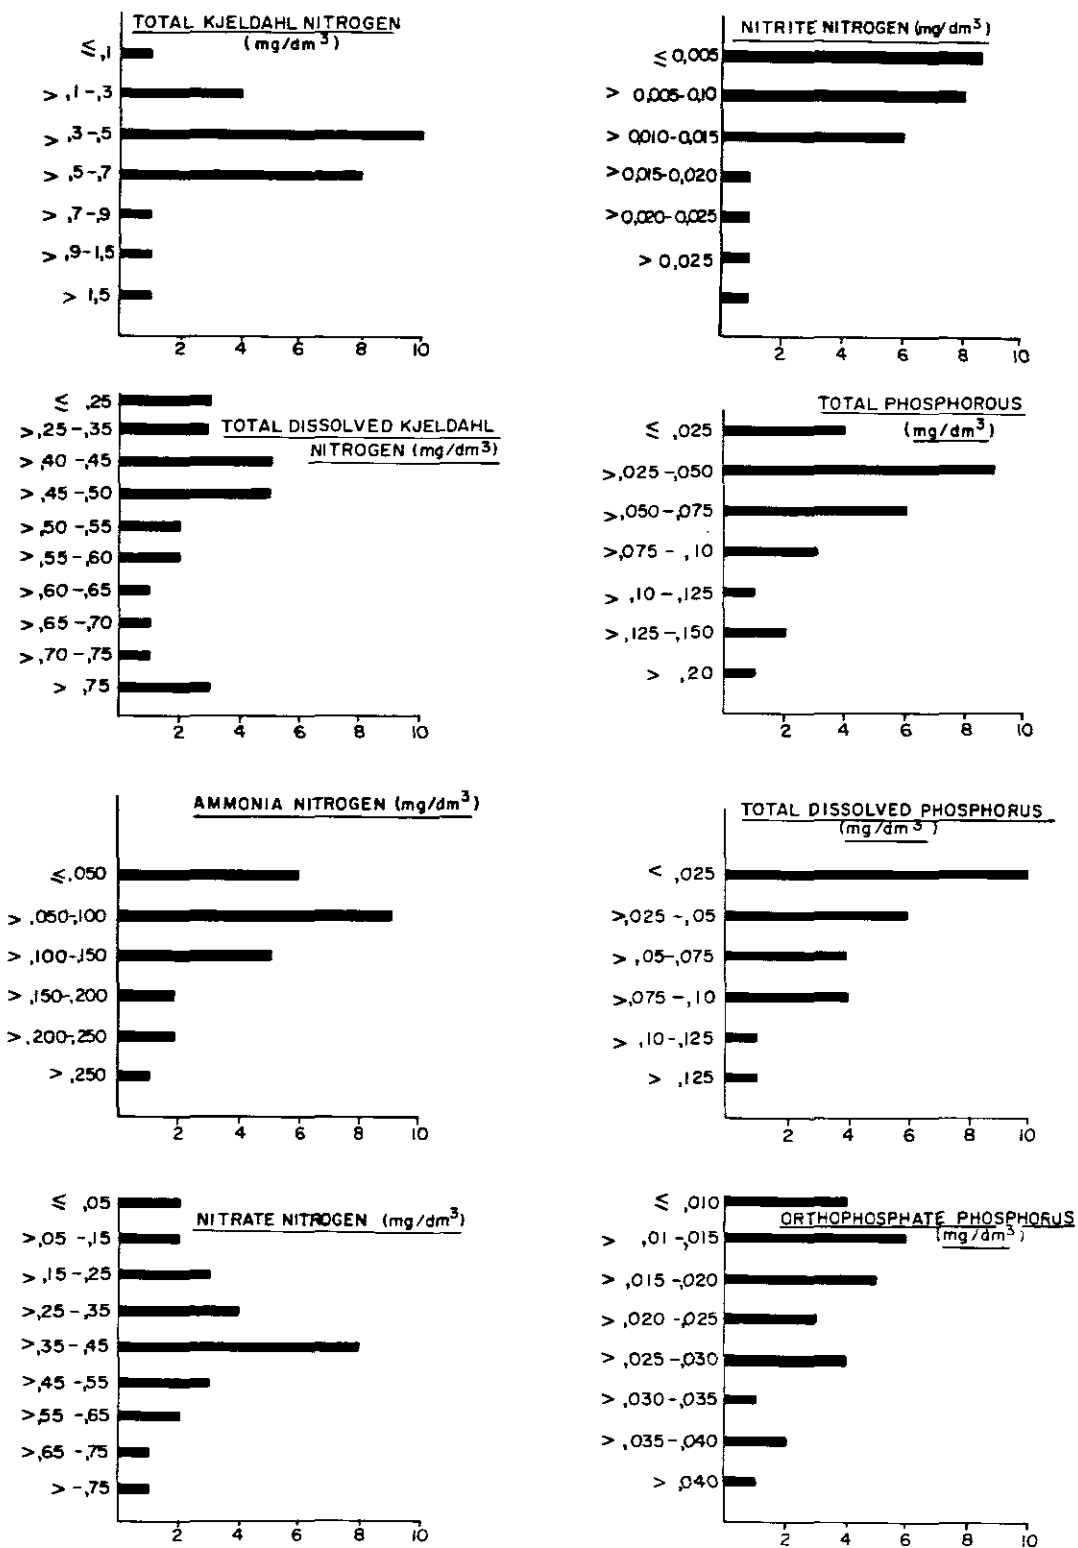 TOTAL KJELDAHL NITROGEN
(mg/dm³)
≤ ,1
> ,1-,3
> ,3-,5
> ,5-,7
> ,7-,9
> ,9-1,5
> 1,5
2 4 6 8 10
NITRITE NITROGEN (mg/dm³)
≤ 0,005
> 0,005-0,10
> 0,010-0,015
> 0,015-0,020
> 0,020-0,025
> 0,025
2 4 6 8 10
TOTAL DISSOLVED KJELDAHL
NITROGEN (mg/dm³)
≤ ,25
> ,25-,35
> ,40-,45
> ,45-,50
> ,50-,55
> ,55-,60
> ,60-,65
> ,65-,70
> ,70-,75
> ,75
2 4 6 8 10
TOTAL PHOSPHOROUS
(mg/dm³)
≤ ,025
> ,025-,050
> ,050-,075
> ,075-,10
> ,10-,125
> ,125-,150
> ,20
2 4 6 8 10
AMMONIA NITROGEN (mg/dm³)
≤ ,050
> ,050-,100
> ,100-,150
> ,150-,200
> ,200-,250
> ,250
2 4 6 8 10
TOTAL DISSOLVED PHOSPHORUS
(mg/dm³)
< ,025
> ,025-,05
> ,05-,075
> ,075-,10
> ,10-,125
> ,125
2 4 6 8 10
NITRATE NITROGEN (mg/dm³)
≤ ,05
> ,05-,15
> ,15-,25
> ,25-,35
> ,35-,45
> ,45-,55
> ,55-,65
> ,65-,75
> -,75
2 4 6 8 10
≤ ,010
ORTHOPHOSPHATE PHOSPHORUS
(mg/dm³)
> ,01-,015
> ,015-,020
> ,020-,025
> ,025-,030
> ,030-,035
> ,035-,040
> ,040
2 4 6 8 10